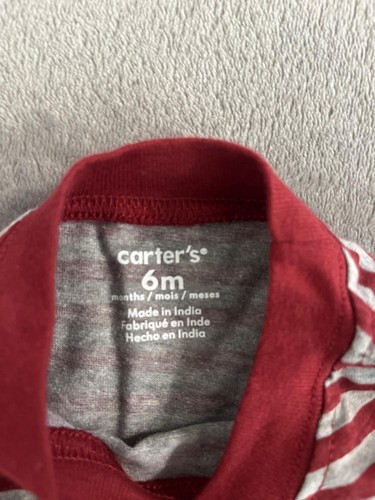 carter's®
6m
months / mois / meses
Made in India
Fabriqué en Inde
Hecho en India